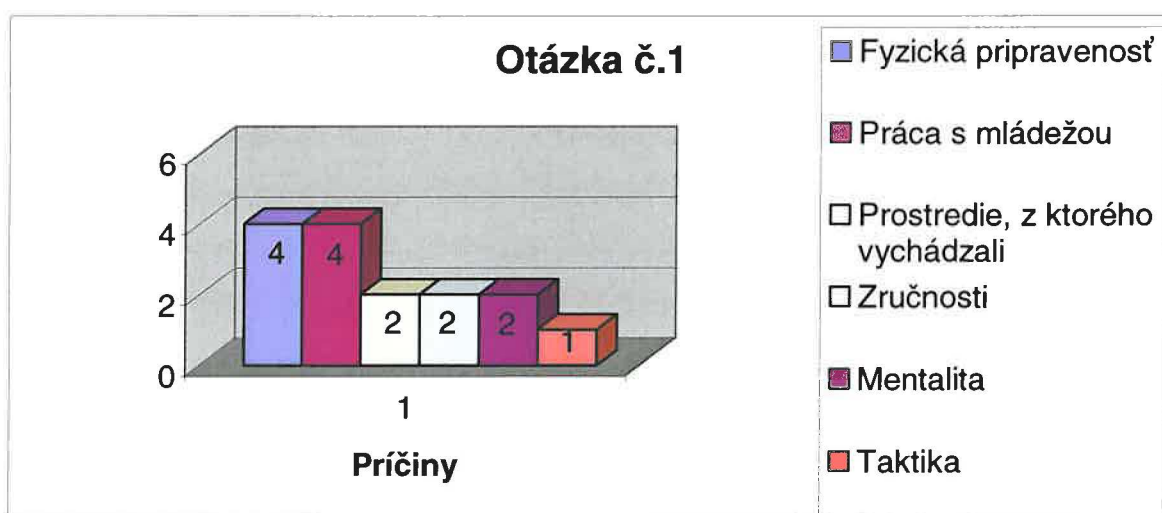 Otázka č.1
6
4
2
0
4
4
2
2
2
1
1
Príčiny
Fyzická pripravenosť
Práca s mládežou
Prostredie, z ktorého
vychádzali
Zručnosti
Mentalita
Taktika